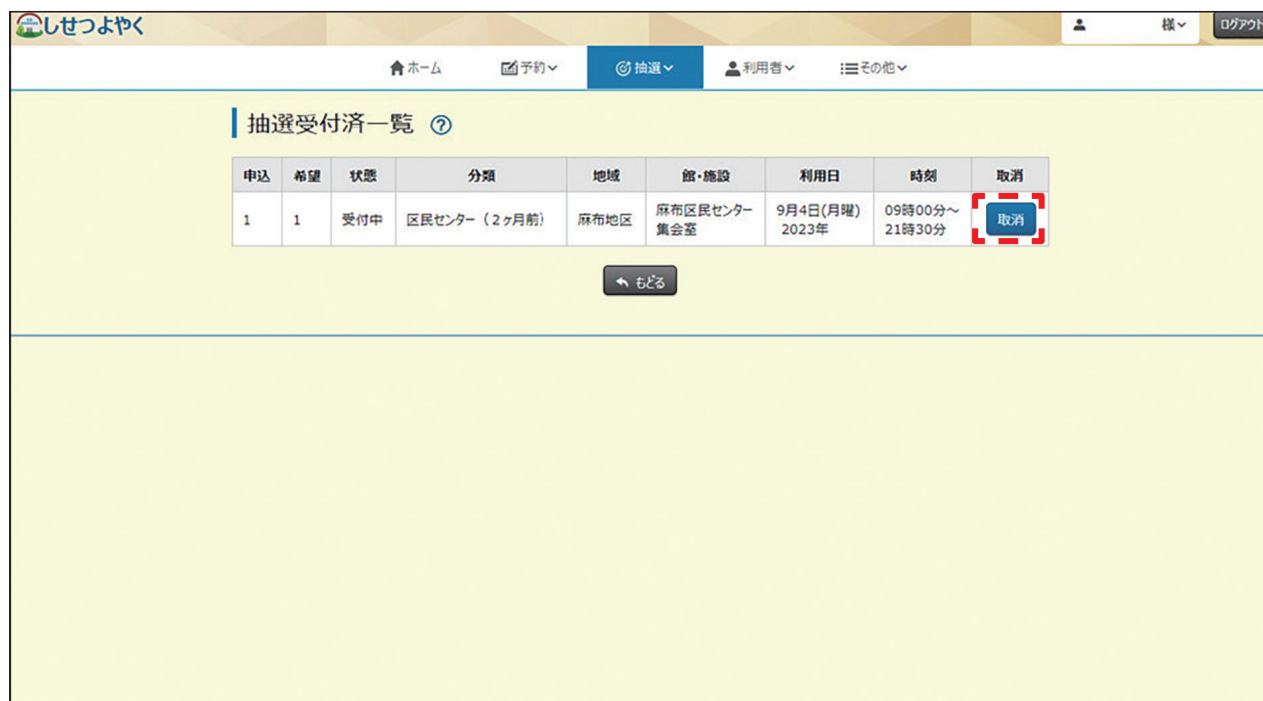 しせつよやく
様
ログアウト
ホーム 予約 抽選 利用者 その他
抽選受付済一覧 ?
申込 希望 状態 分類 地域 館・施設 利用日 時刻 取消
1 1 受付中 区民センター（2ヶ月前） 麻布地区 麻布区民センター 集会室 9月4日(月曜) 2023年 09時00分～ 21時30分 取消
もどる